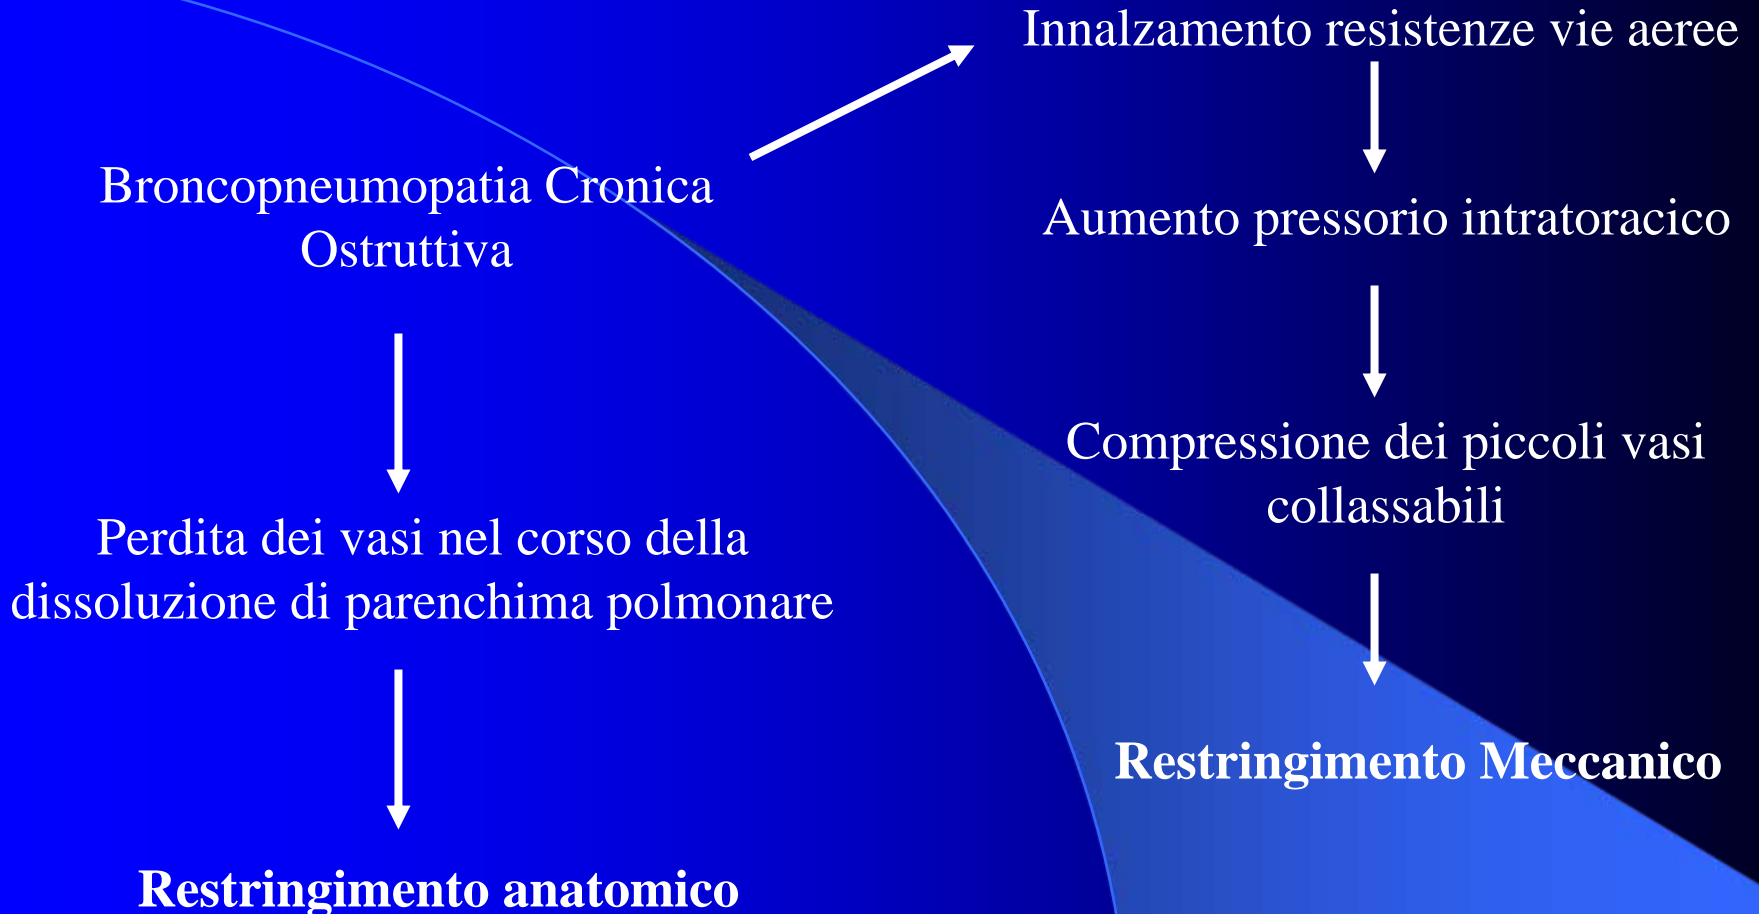 Innalzamento resistenze vie aeree
Broncopneumopatia Cronica
Ostruttiva
Aumento pressorio intratoracico
Compressione dei piccoli vasi
collassabili
Perdita dei vasi nel corso della
dissoluzione di parenchima polmonare
Restringimento Meccanico
Restringimento anatomico